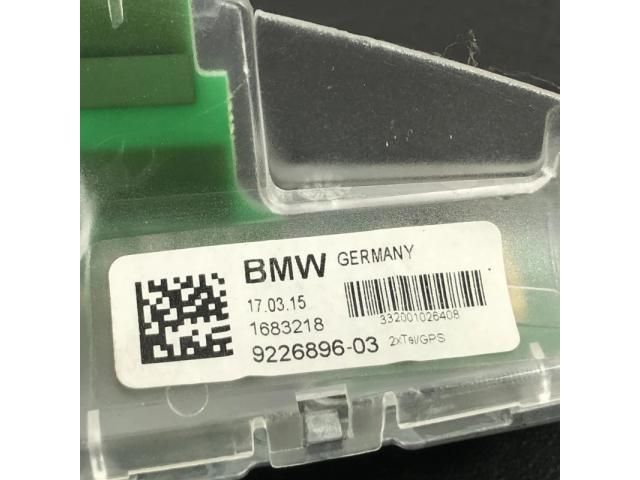 BMW GERMANY
17.03.15
1683218
332001026408
9226896-03 2xTel/GPS